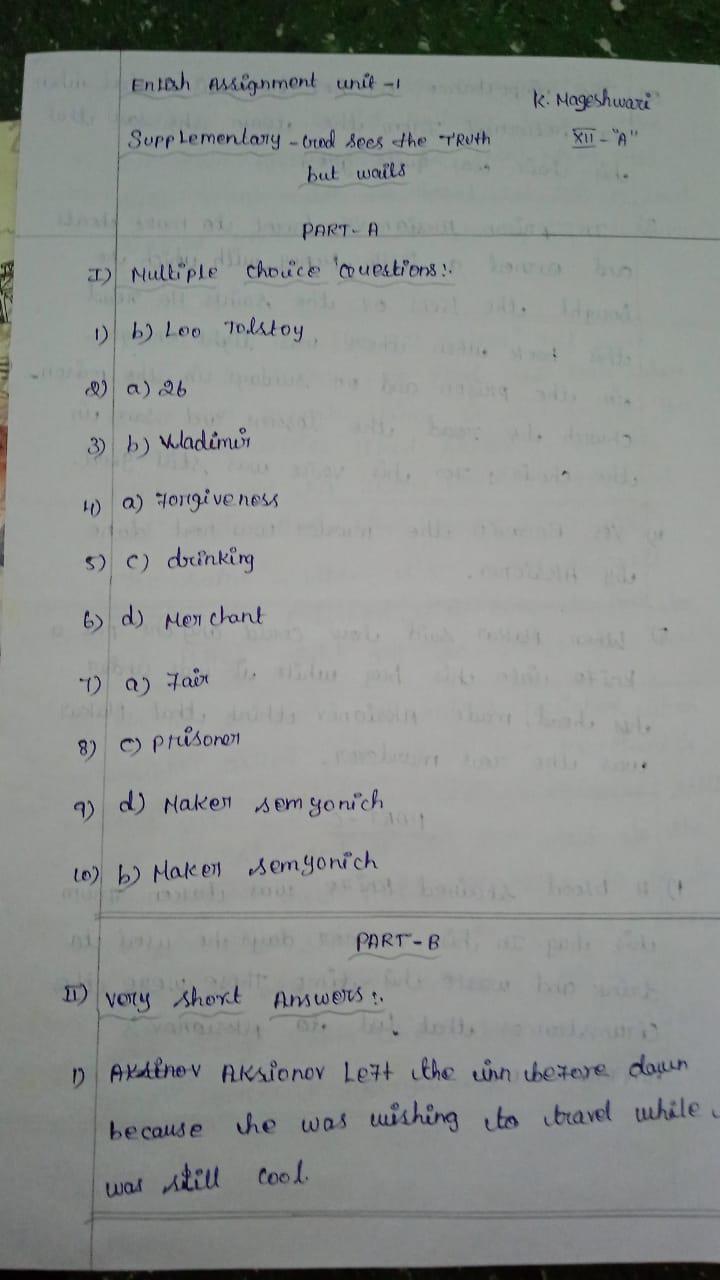 Enlish Assignment unit -1
K. Mageshwari
Supplementary - God sees the TRuth
XII - "A"
but waits
PART- A
I) Multiple choice Questions:
1) b) Leo Tolstoy
2) a) 26
3) b) Vladimir
4) a) Forgiveness
5) c) drinking
6) d) Merchant
7) a) Fair
8) c) prisoner
9) d) Maker semyonich
10) b) Maker semyonich
PART-B
II) very short Answers:
1) Aksionov Left the inn before dawn
because he was wishing to travel while
was still cool.